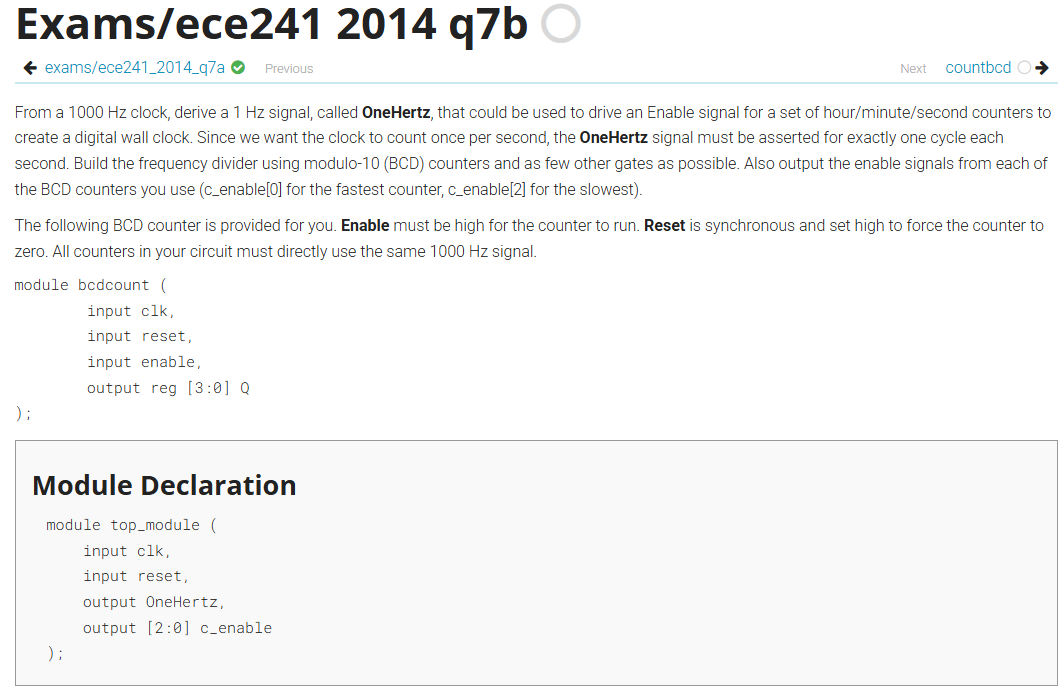 Exams/ece241 2014 q7b
exams/ece241_2014_q7a Previous
Next countbcd
From a 1000 Hz clock, derive a 1 Hz signal, called OneHertz, that could be used to drive an Enable signal for a set of hour/minute/second counters to
create a digital wall clock. Since we want the clock to count once per second, the OneHertz signal must be asserted for exactly one cycle each
second. Build the frequency divider using modulo-10 (BCD) counters and as few other gates as possible. Also output the enable signals from each of
the BCD counters you use (c_enable[0] for the fastest counter, c_enable[2] for the slowest).
The following BCD counter is provided for you. Enable must be high for the counter to run. Reset is synchronous and set high to force the counter to
zero. All counters in your circuit must directly use the same 1000 Hz signal.
module bcdcount (
input clk,
input reset,
input enable,
output reg [3:0] Q
);
Module Declaration
module top_module (
input clk,
input reset,
output OneHertz,
output [2:0] c_enable
);